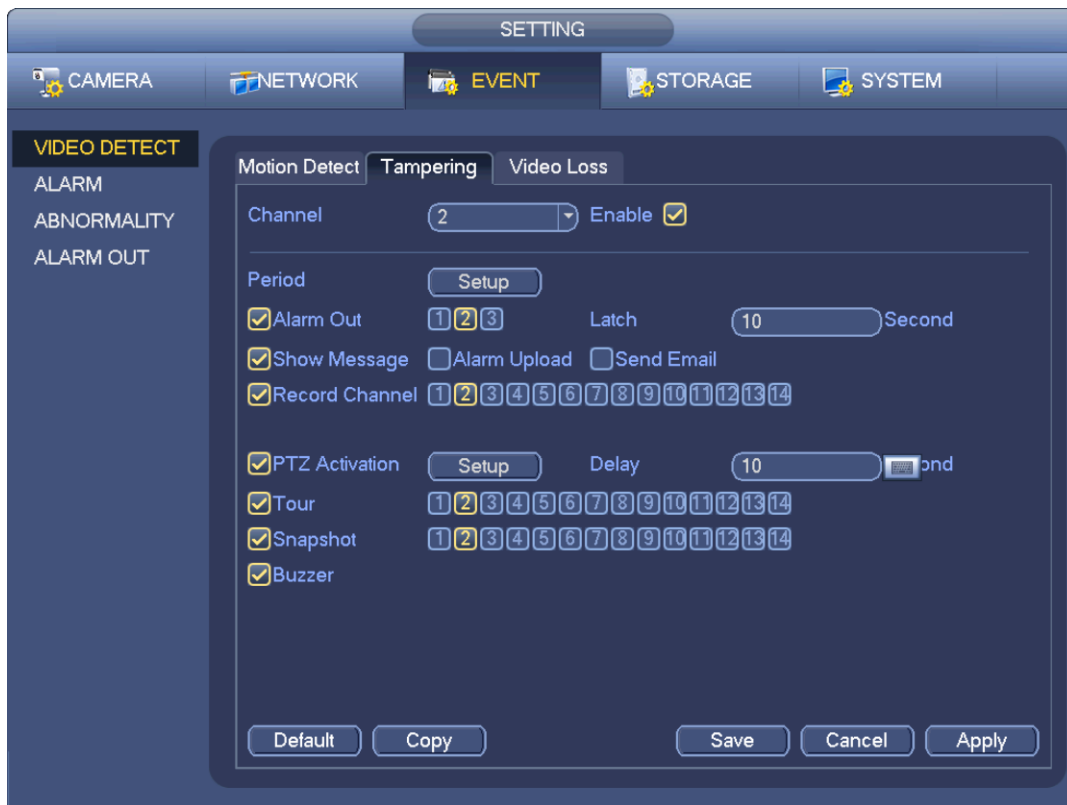 SETTING
CAMERA NETWORK EVENT STORAGE SYSTEM
VIDEO DETECT
ALARM
ABNORMALITY
ALARM OUT
Motion Detect Tampering Video Loss
Channel 2 Enable
Period Setup
Alarm Out 1 2 3 Latch 10 Second
Show Message Alarm Upload Send Email
Record Channel 1 2 3 4 5 6 7 8 9 10 11 12 13 14
PTZ Activation Setup Delay 10 ond
Tour 1 2 3 4 5 6 7 8 9 10 11 12 13 14
Snapshot 1 2 3 4 5 6 7 8 9 10 11 12 13 14
Buzzer
Default Copy Save Cancel Apply